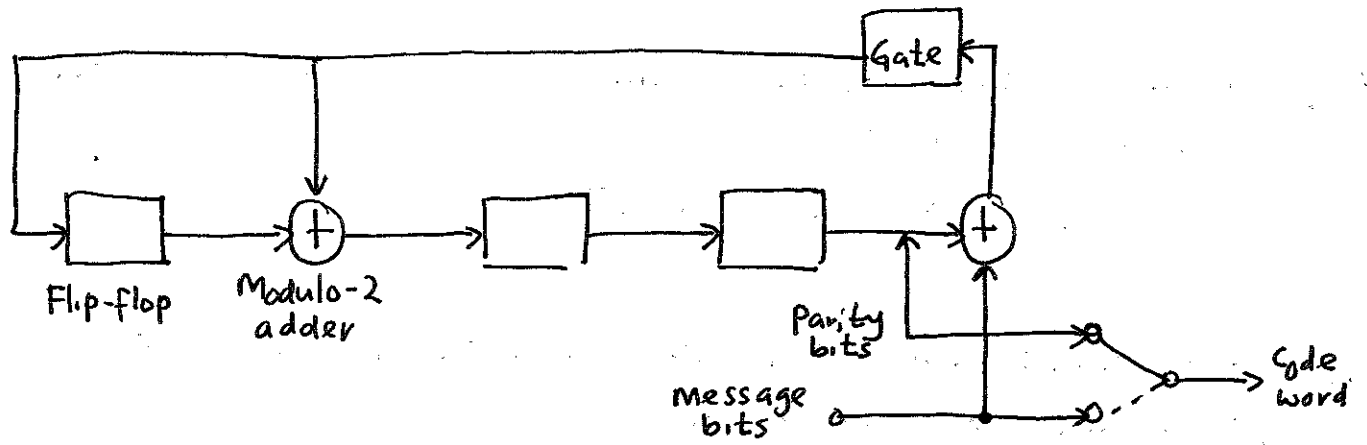 Gate
+
+
Flip-flop
Modulo-2
adder
Parity
bits
message
bits
Code
word